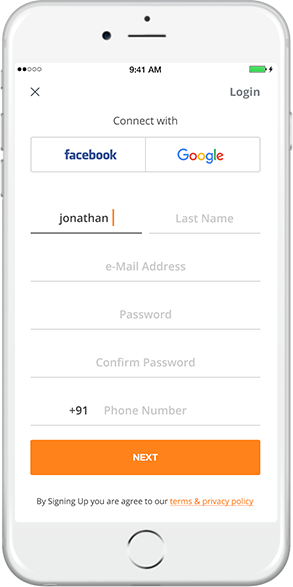 9:41 AM
Login
Connect with
facebook
Google
jonathan
Last Name
e-Mail Address
Password
Confirm Password
+91 Phone Number
NEXT
By Signing Up you are agree to our terms & privacy policy